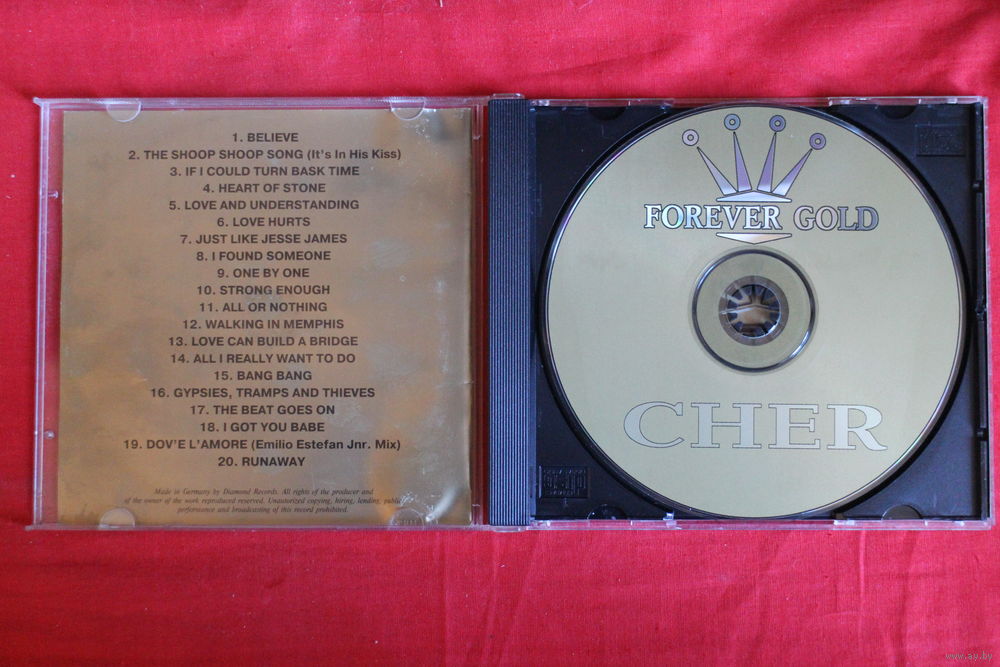 1. BELIEVE
2. THE SHOOP SHOOP SONG (It's In His Kiss)
3. IF I COULD TURN BASK TIME
4. HEART OF STONE
5. LOVE AND UNDERSTANDING
6. LOVE HURTS
7. JUST LIKE JESSE JAMES
8. I FOUND SOMEONE
9. ONE BY ONE
10. STRONG ENOUGH
11. ALL OR NOTHING
12. WALKING IN MEMPHIS
13. LOVE CAN BUILD A BRIDGE
14. ALL I REALLY WANT TO DO
15. BANG BANG
16. GYPSIES, TRAMPS AND THIEVES
17. THE BEAT GOES ON
18. I GOT YOU BABE
19. DOV'E L'AMORE (Emilio Estefan Jnr. Mix)
20. RUNAWAY
Made in Germany by Diamond Records. All rights of the producer and
of the owner of the work reproduced reserved. Unautorized copying, hiring, lending, public
performance and broadcasting of this record prohibited.
FOREVER GOLD
CHER
www.ay.by